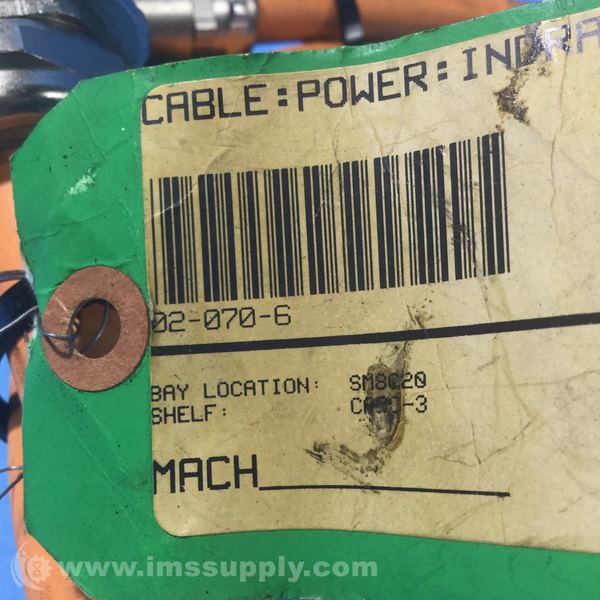 CABLE:POWER:INDRA
02-070-6
BAY LOCATION: SM8C20
SHELF:
MACH
www.imssupply.com